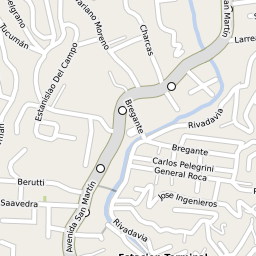 Belgrano
Tucumán
Mariano Moreno
Charcas
San Martín
Larrea
Estanislao Del Campo
Bregante
Rivadavia
Bregante
Carlos Pelegrini
General Roca
Berutti
Jose Ingenieros
Saavedra
Avenida San Martín
Rivadavia
Estacion Terminal